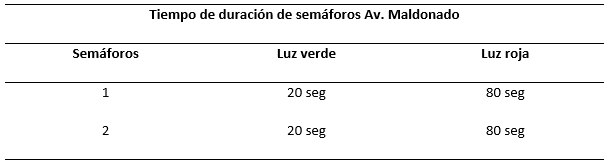 Tiempo de duración de semáforos Av. Maldonado
Semáforos Luz verde Luz roja
1 20 seg 80 seg
2 20 seg 80 seg